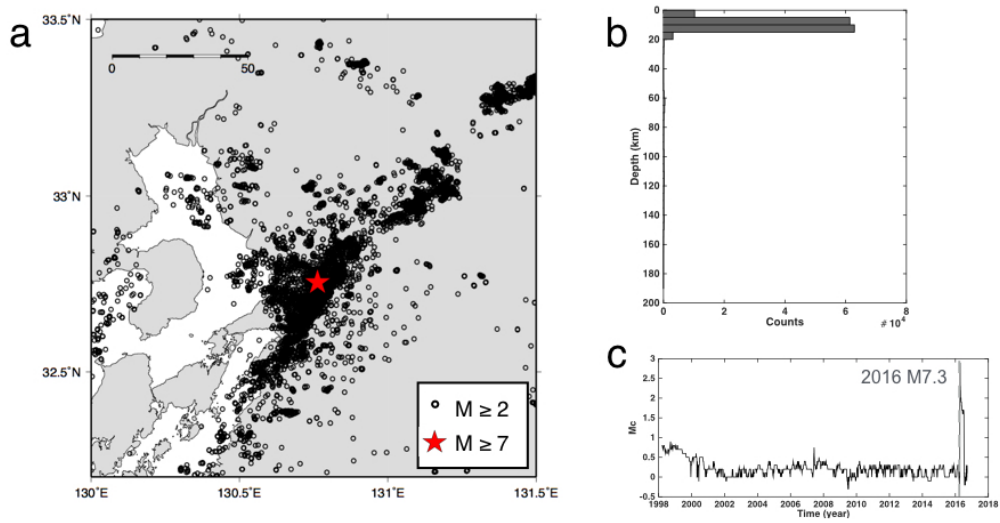 a
33.5˚N
33˚N
32.5˚N
130˚E
130.5˚E
131˚E
131.5˚E
0
50
M ≥ 2
M ≥ 7
b
0
20
40
60
80
100
120
140
160
180
200
Depth (km)
0
2
4
6
8
Counts
# 10⁴
c
2016 M7.3
3
2.5
2
1.5
1
0.5
0
-0.5
Mc
1998
2000
2002
2004
2006
2008
2010
2012
2014
2016
2018
Time (year)